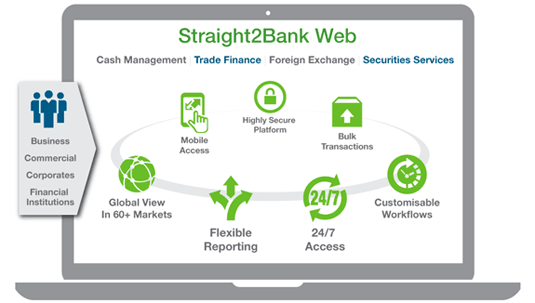 Straight2Bank Web
Cash Management | Trade Finance Foreign Exchange Securities Services
Business
Commercial
Corporates
Financial
Institutions
Mobile
Access
Highly Secure
Platform
Bulk
Transactions
Global View
In 60+ Markets
Flexible
Reporting
24/7
24/7
Access
Customisable
Workflows